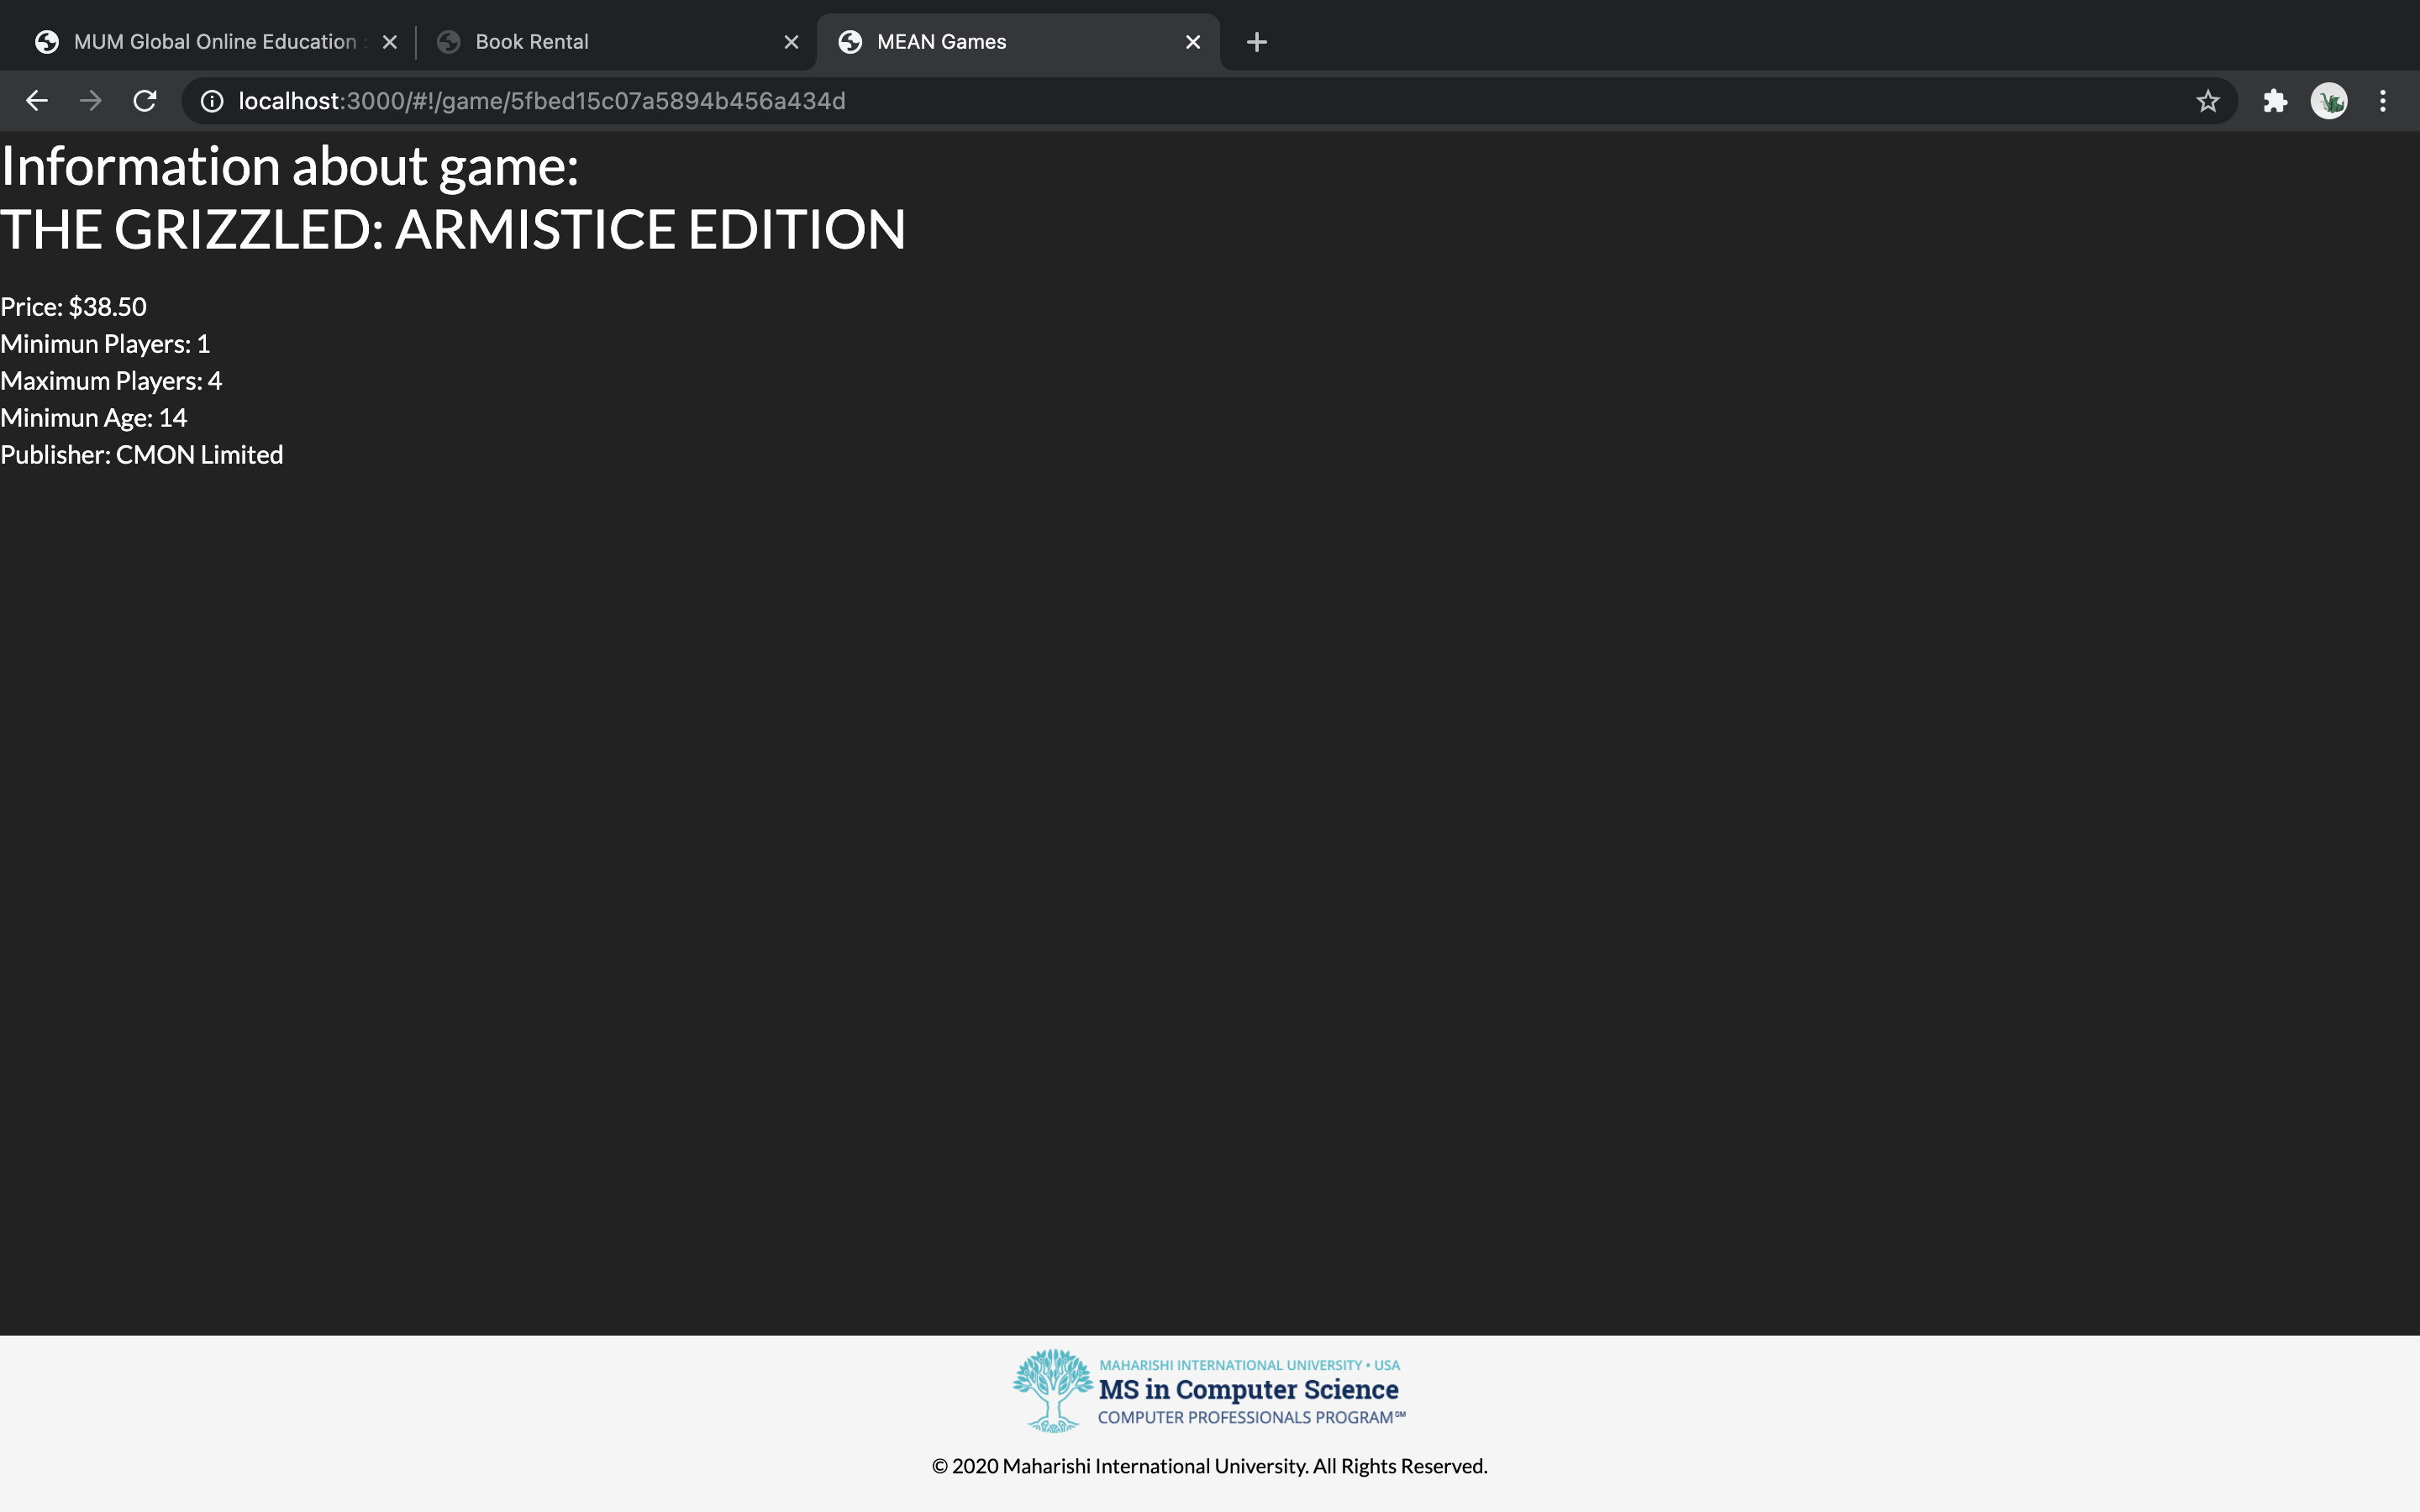 MUM Global Online Education :
Book Rental
MEAN Games
localhost:3000/#!/game/5fbed15c07a5894b456a434d
Information about game:
THE GRIZZLED: ARMISTICE EDITION
Price: $38.50
Minimun Players: 1
Maximum Players: 4
Minimun Age: 14
Publisher: CMON Limited
MAHARISHI INTERNATIONAL UNIVERSITY • USA
MS in Computer Science
COMPUTER PROFESSIONALS PROGRAM℠
© 2020 Maharishi International University. All Rights Reserved.